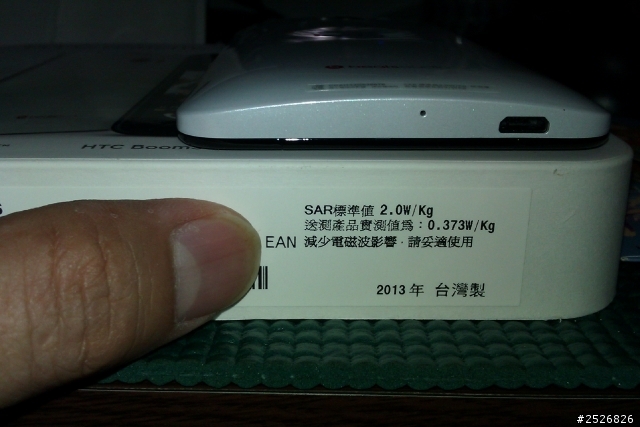 HTC Boom
SAR標準值 2.0W/Kg
送測產品實測值為：0.373W/Kg
EAN 減少電磁波影響，請妥適使用
2013年 台灣製
#2526826